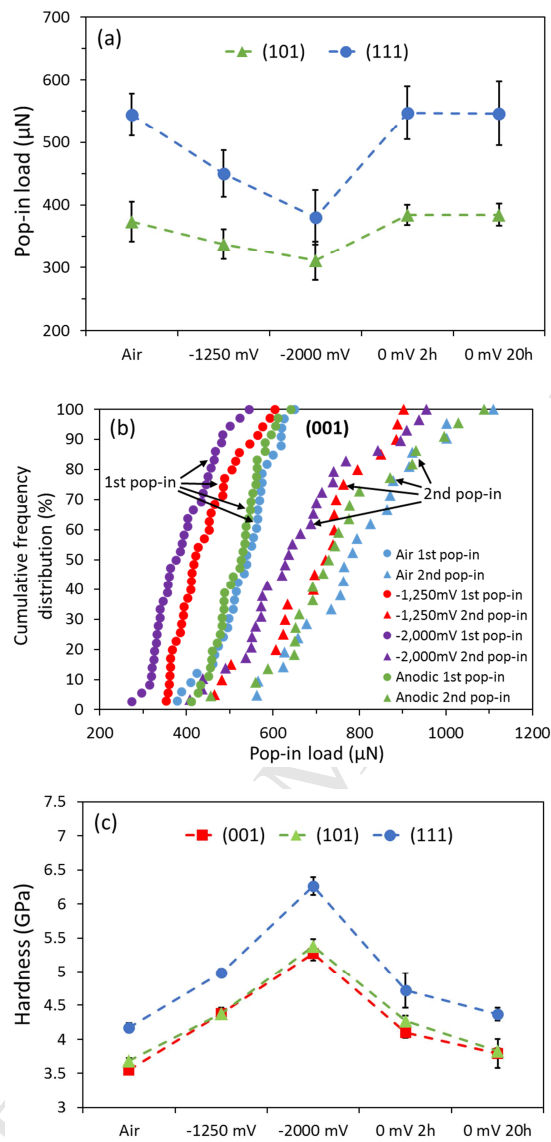 (a)
(101) (111)
700
600
500
400
300
200
Pop-in load (μN)
Air -1250 mV -2000 mV 0 mV 2h 0 mV 20h
(b) (001)
100
90
80
70
60
50
40
30
20
10
0
Cumulative frequency
distribution (%)
1st pop-in
2nd pop-in
Air 1st pop-in
Air 2nd pop-in
-1,250mV 1st pop-in
-1,250mV 2nd pop-in
-2,000mV 1st pop-in
-2,000mV 2nd pop-in
Anodic 1st pop-in
Anodic 2nd pop-in
200 400 600 800 1000 1200
Pop-in load (μN)
(c)
(001) (101) (111)
7.5
7
6.5
6
5.5
5
4.5
4
3.5
3
Hardness (GPa)
Air -1250 mV -2000 mV 0 mV 2h 0 mV 20h